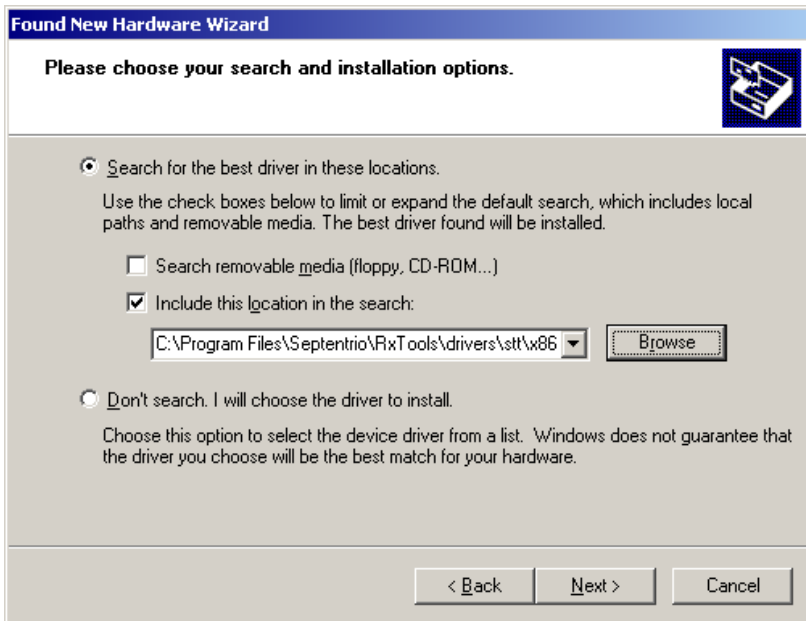 Found New Hardware Wizard
Please choose your search and installation options.
Search for the best driver in these locations.
Use the check boxes below to limit or expand the default search, which includes local
paths and removable media. The best driver found will be installed.
Search removable media (floppy, CD-ROM...)
Include this location in the search:
C:\Program Files\Septentrio\RxTools\drivers\stt\x86
Browse
Don't search. I will choose the driver to install.
Choose this option to select the device driver from a list. Windows does not guarantee that
the driver you choose will be the best match for your hardware.
< Back Next > Cancel